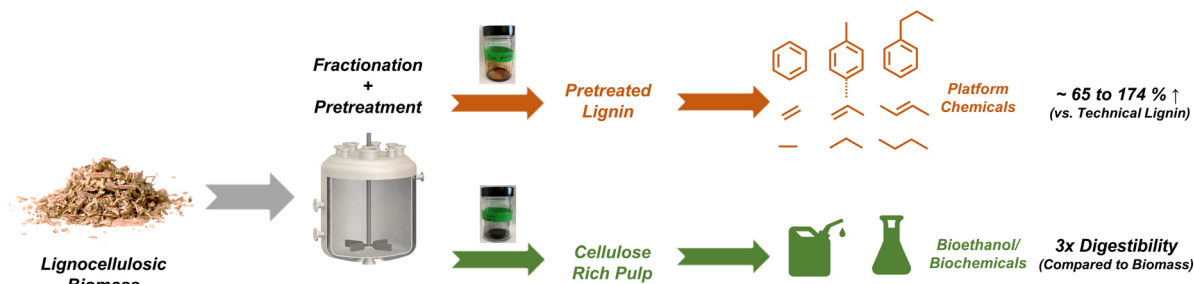 Fractionation
+
Pretreatment
Lignocellulosic
Biomass
Pretreated
Lignin
Platform
Chemicals
~ 65 to 174 % ↑
(vs. Technical Lignin)
Cellulose
Rich Pulp
Bioethanol/
Biochemicals
3x Digestibility
(Compared to Biomass)